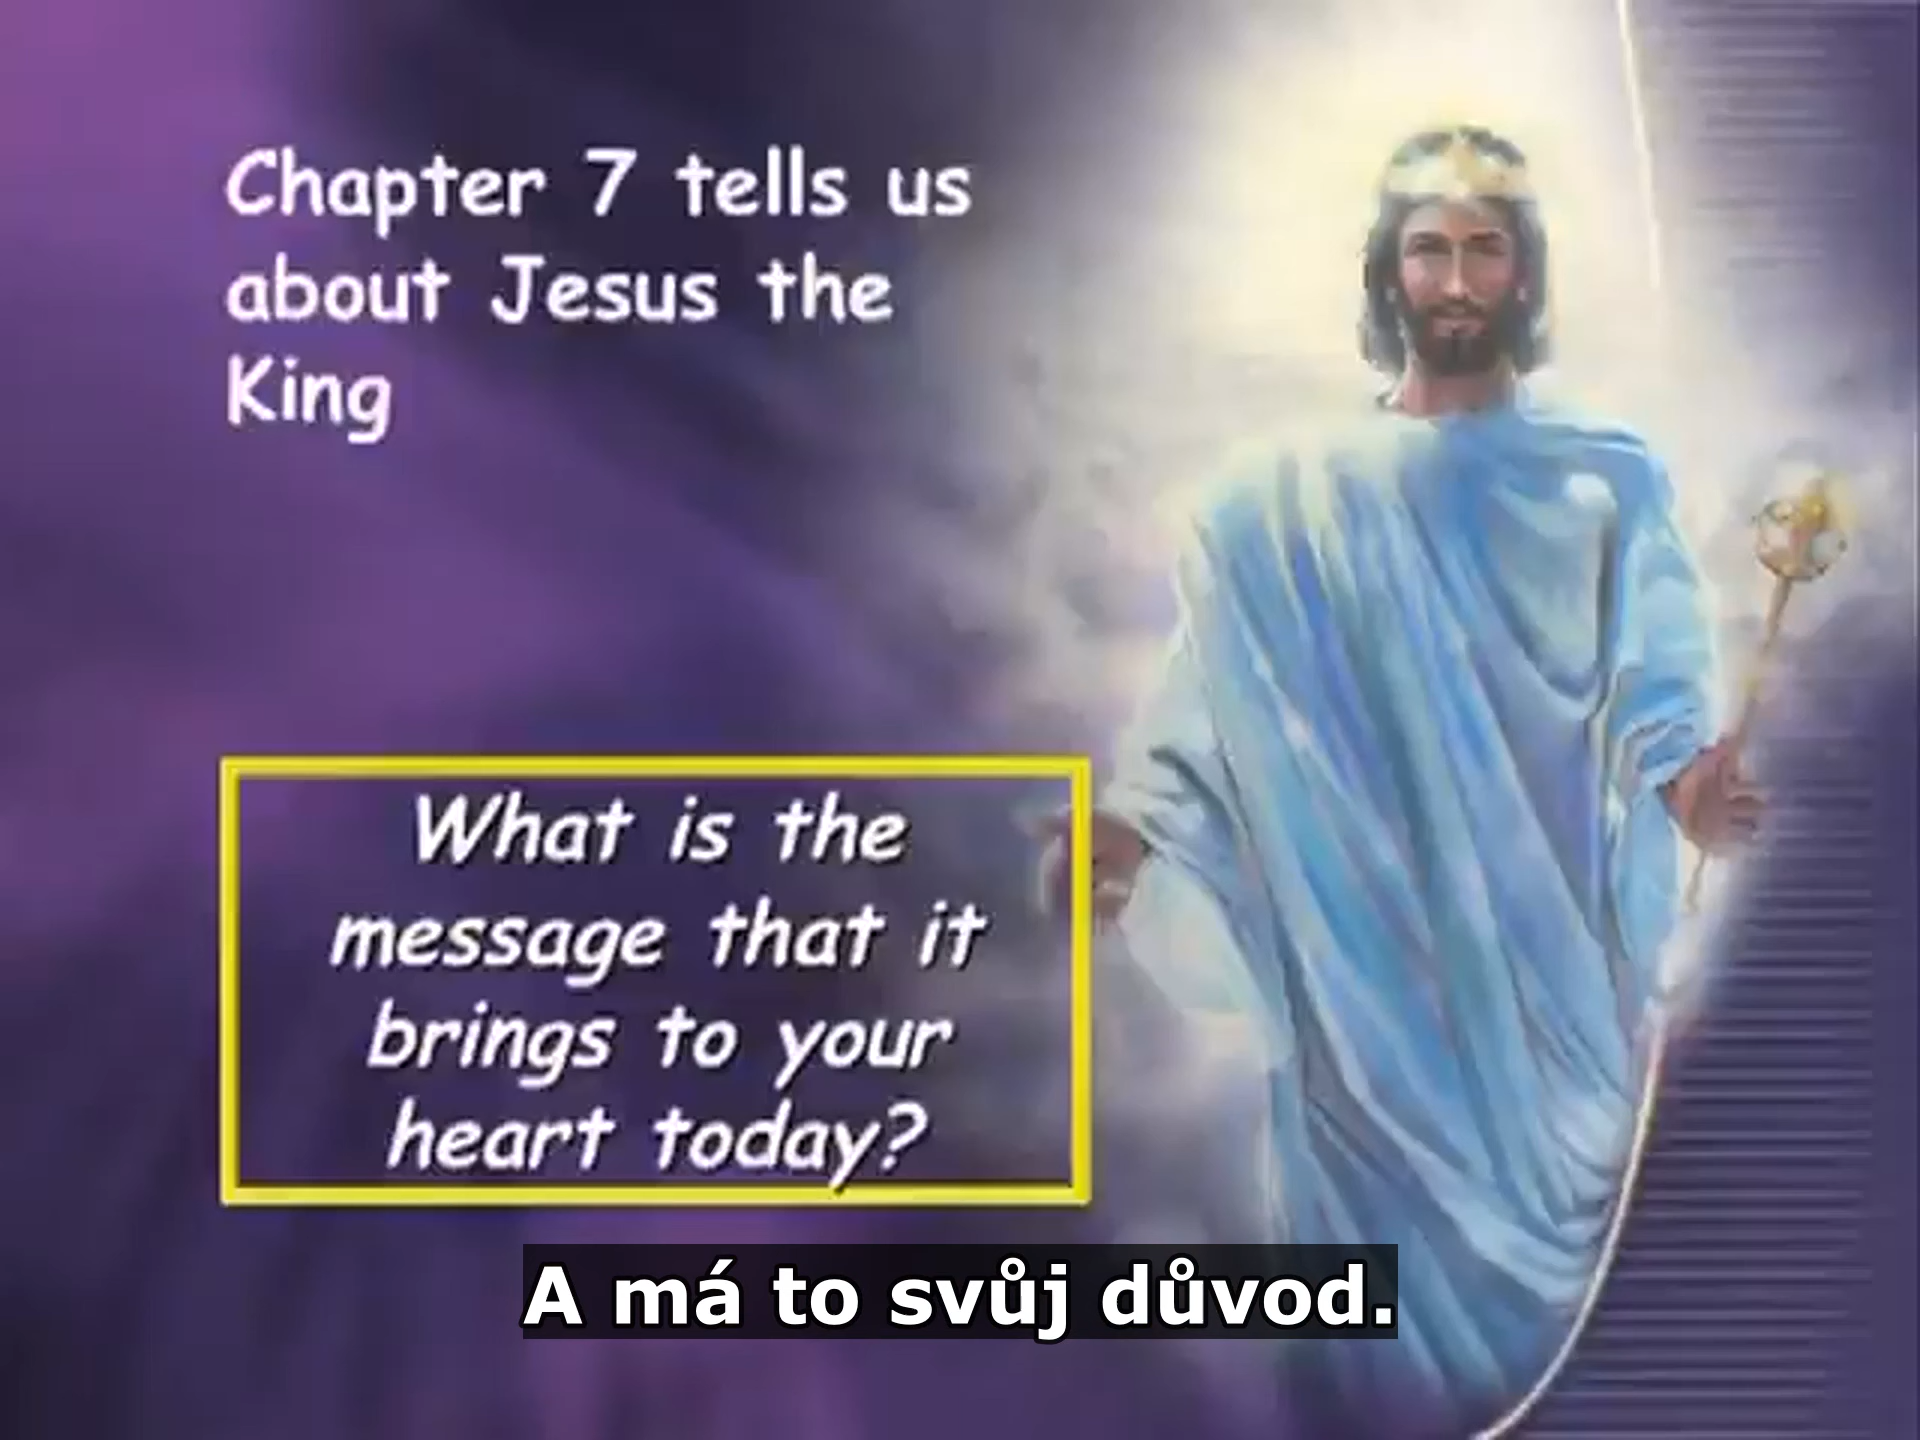 Chapter 7 tells us
about Jesus the
King
What is the
message that it
brings to your
heart today?
A má to svůj důvod.